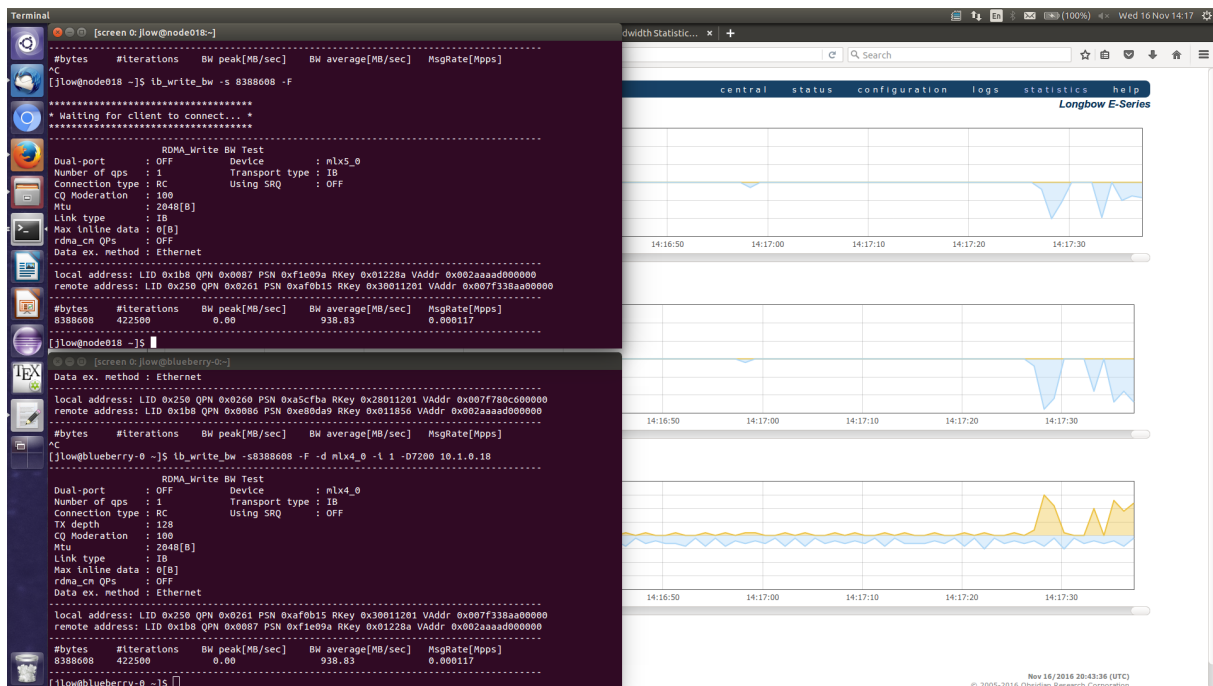 Terminal
En
(100%)
Wed 16 Nov 14:17
[screen 0: jlow@node018:~]
#bytes #iterations BW peak[MB/sec] BW average[MB/sec] MsgRate[Mpps]
^C
[jlow@node018 ~]$ ib_write_bw -s 8388608 -F
*************************************
* Waiting for client to connect... *
*************************************
RDMA_Write BW Test
Dual-port : OFF Device : mlx5_0
Number of qps : 1 Transport type : IB
Connection type : RC Using SRQ : OFF
CQ Moderation : 100
Mtu : 2048[B]
Link type : IB
Max inline data : 0[B]
rdma_cm QPs : OFF
Data ex. method : Ethernet
local address: LID 0x1b8 QPN 0x0087 PSN 0xf1e09a RKey 0x01228a VAddr 0x002aaaad000000
remote address: LID 0x250 QPN 0x0261 PSN 0xaf0b15 RKey 0x30011201 VAddr 0x007f338aa00000
#bytes #iterations BW peak[MB/sec] BW average[MB/sec] MsgRate[Mpps]
8388608 422500 0.00 938.83 0.000117
[jlow@node018 ~]$
[screen 0: jlow@blueberry-0:~]
Data ex. method : Ethernet
local address: LID 0x250 QPN 0x0260 PSN 0xa5cfba RKey 0x28011201 VAddr 0x007f780c600000
remote address: LID 0x1b8 QPN 0x0086 PSN 0xe80da9 RKey 0x011856 VAddr 0x002aaaad000000
#bytes #iterations BW peak[MB/sec] BW average[MB/sec] MsgRate[Mpps]
^C
[jlow@blueberry-0 ~]$ ib_write_bw -s8388608 -F -d mlx4_0 -i 1 -D7200 10.1.0.18
RDMA_Write BW Test
Dual-port : OFF Device : mlx4_0
Number of qps : 1 Transport type : IB
Connection type : RC Using SRQ : OFF
TX depth : 128
CQ Moderation : 100
Mtu : 2048[B]
Link type : IB
Max inline data : 0[B]
rdma_cm QPs : OFF
Data ex. method : Ethernet
local address: LID 0x250 QPN 0x0261 PSN 0xaf0b15 RKey 0x30011201 VAddr 0x007f338aa00000
remote address: LID 0x1b8 QPN 0x0087 PSN 0xf1e09a RKey 0x01228a VAddr 0x002aaaad000000
#bytes #iterations BW peak[MB/sec] BW average[MB/sec] MsgRate[Mpps]
8388608 422500 0.00 938.83 0.000117
[jlow@blueberry-0 ~]$
TEX
dwidth Statistic...
Search
central status configuration logs statistics help
Longbow E-Series
14:16:50 14:17:00 14:17:10 14:17:20 14:17:30
14:16:50 14:17:00 14:17:10 14:17:20 14:17:30
14:16:50 14:17:00 14:17:10 14:17:20 14:17:30
Nov 16/2016 20:43:36 (UTC)
© 2005-2016 Obsidian Research Corporation